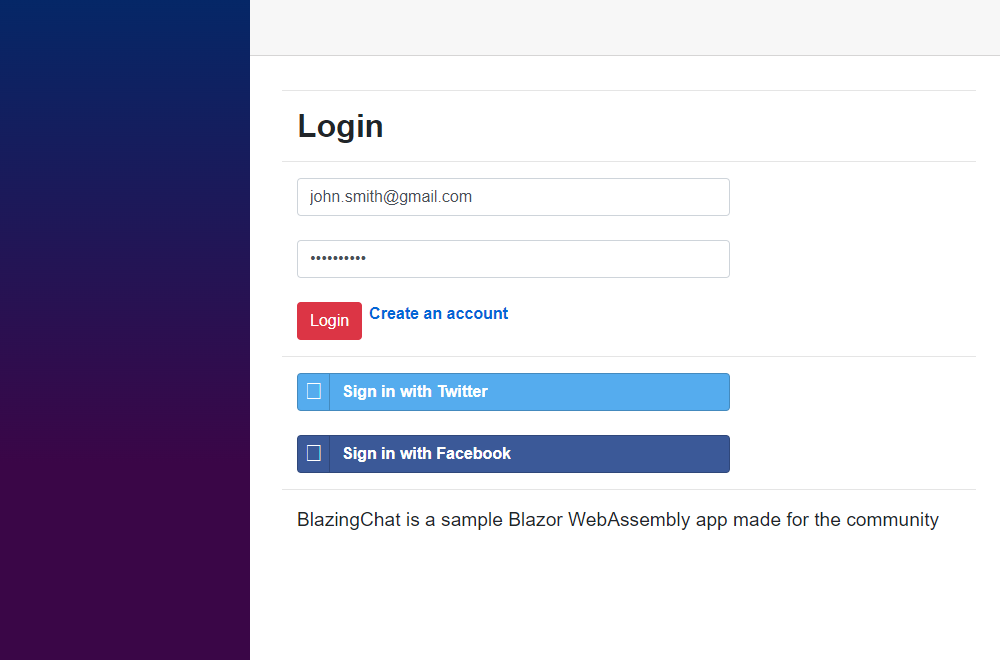 Login
john.smith@gmail.com
••••••••••
Login Create an account
Sign in with Twitter
Sign in with Facebook
BlazingChat is a sample Blazor WebAssembly app made for the community